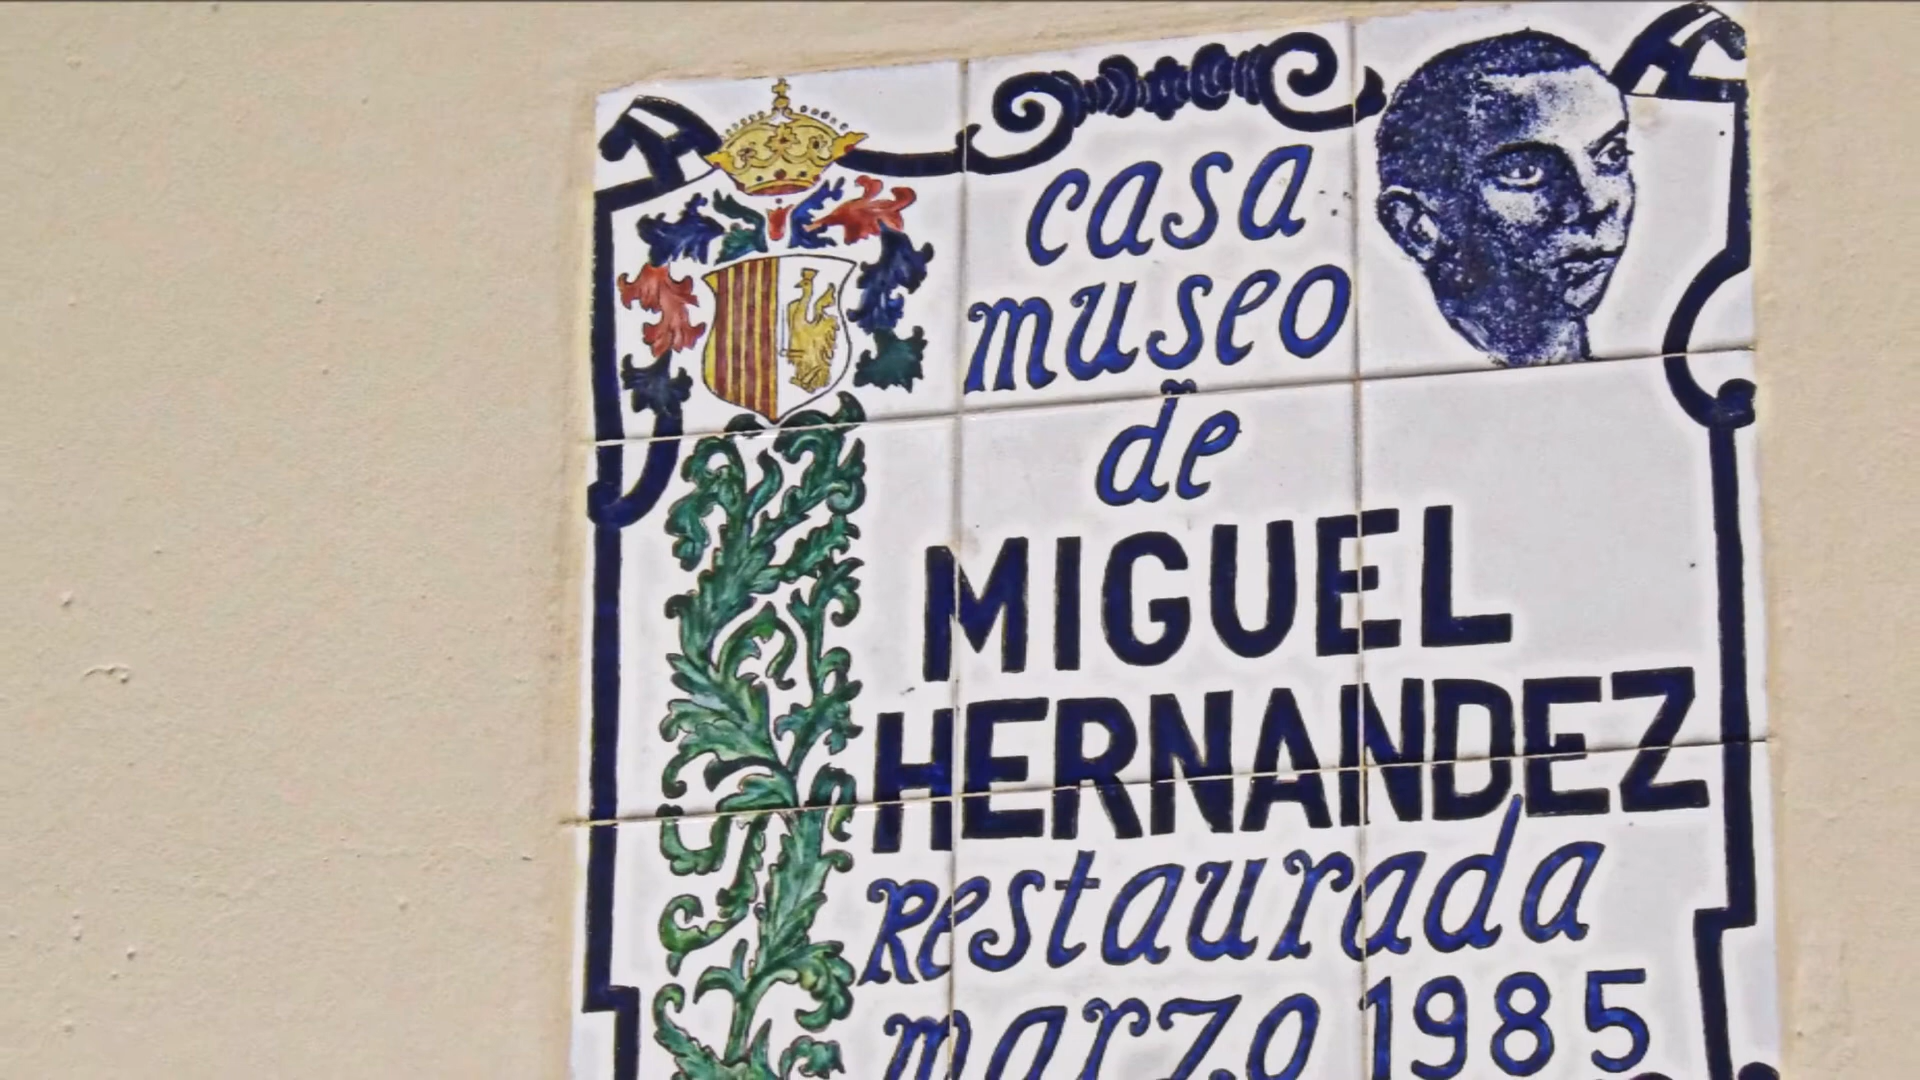 casa
museo
de
MIGUEL
HERNANDEZ
Restaurada
marzo 1985